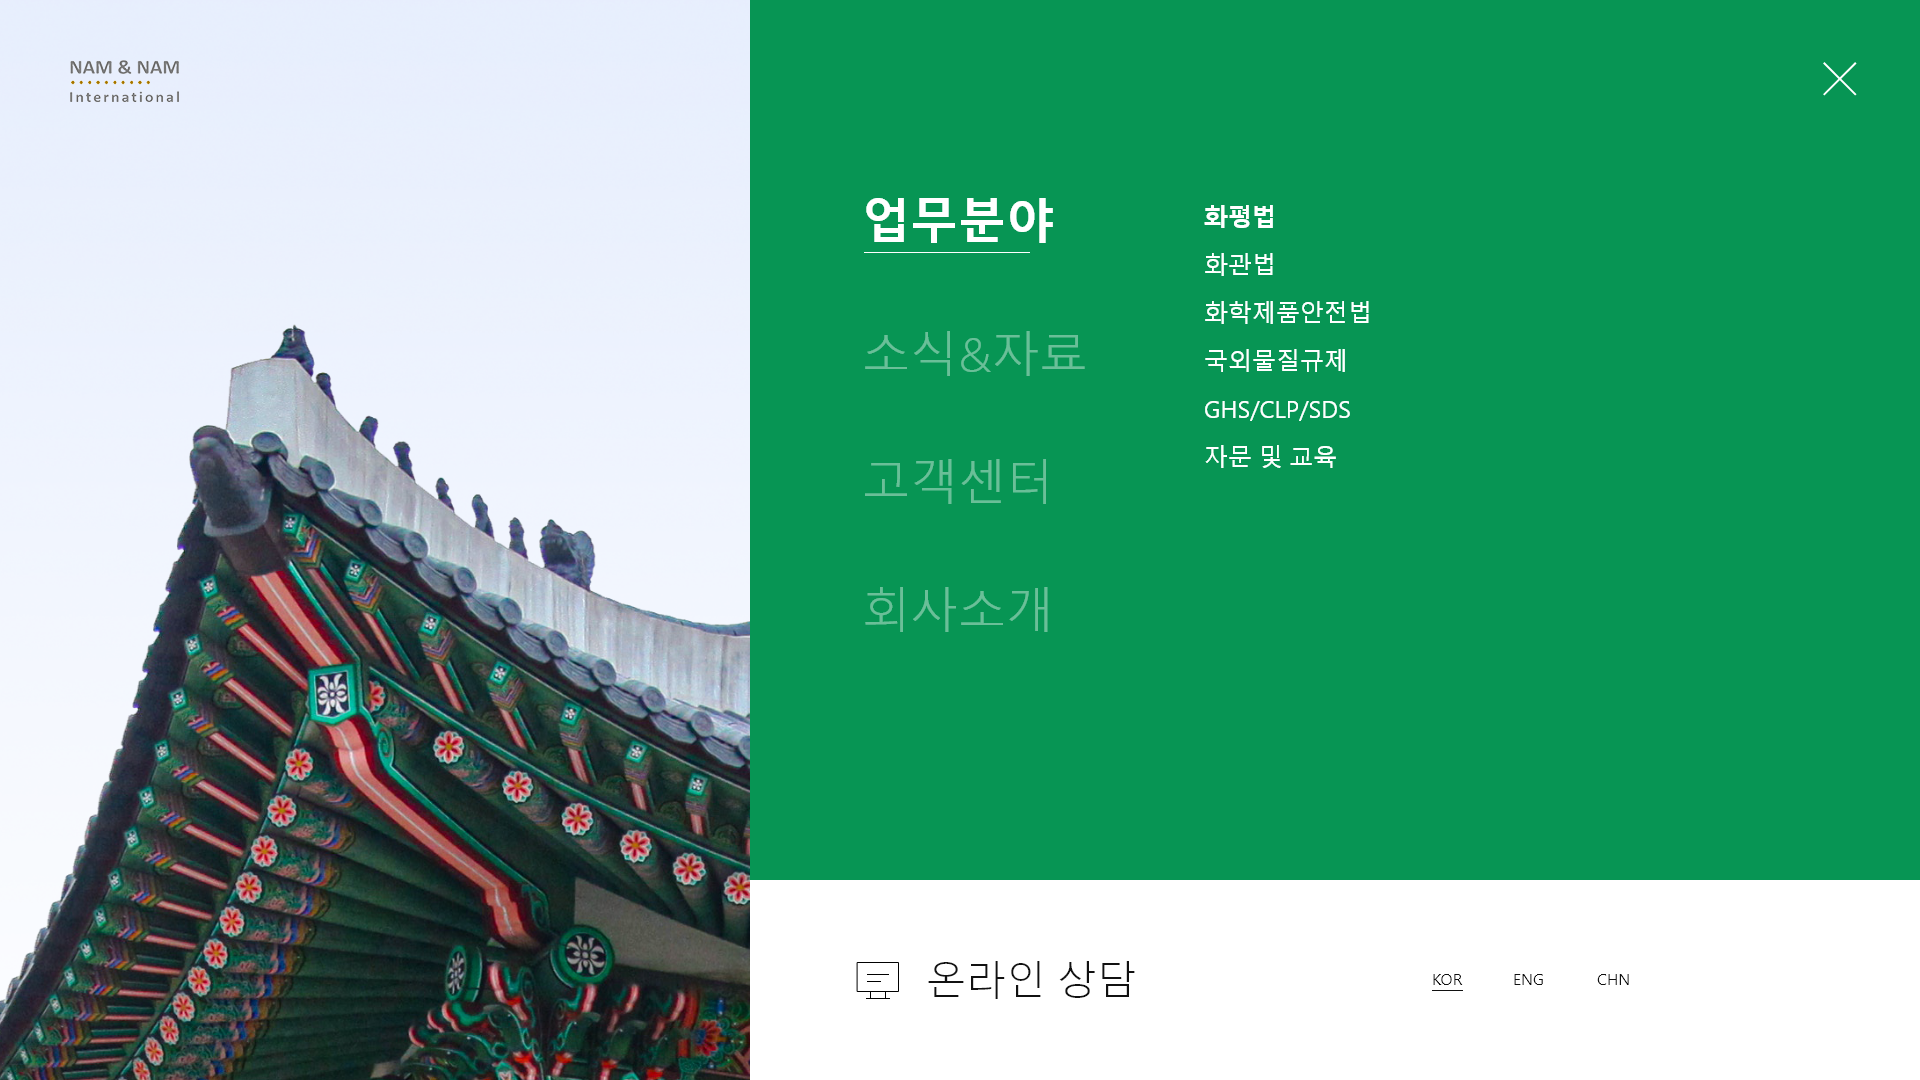 NAM & NAM
International
업무분야
소식&자료
고객센터
회사소개
화평법
화관법
화학제품안전법
국외물질규제
GHS/CLP/SDS
자문 및 교육
온라인 상담
KOR
ENG
CHN